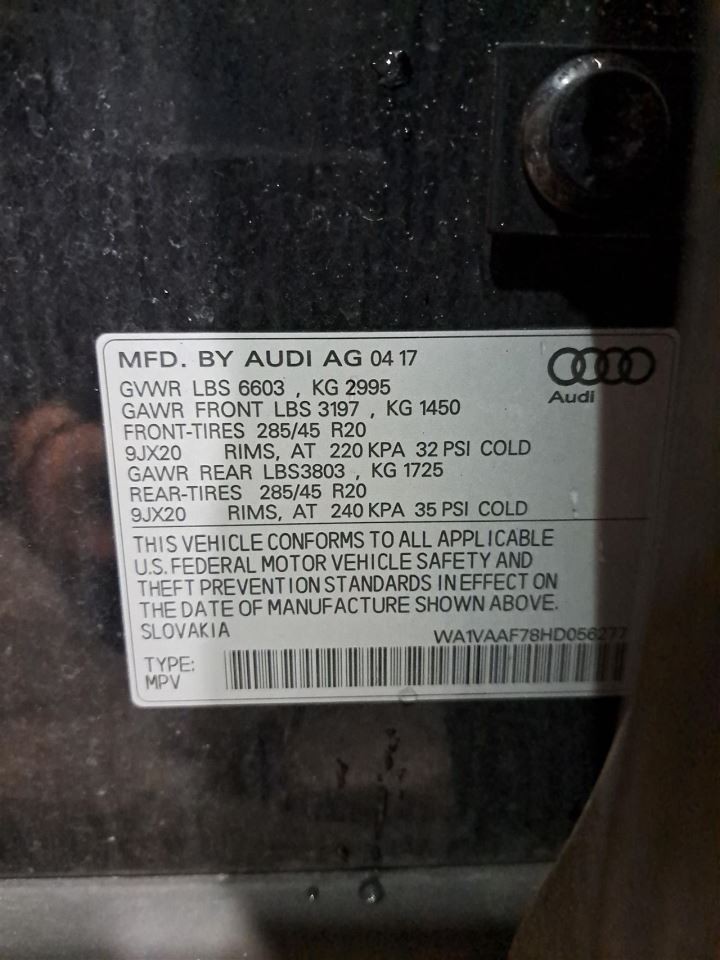 MFD. BY AUDI AG 04 17
Audi
GVWR LBS 6603 , KG 2995
GAWR FRONT LBS 3197 , KG 1450
FRONT-TIRES 285/45 R20
9JX20 RIMS, AT 220 KPA 32 PSI COLD
GAWR REAR LBS3803 , KG 1725
REAR-TIRES 285/45 R20
9JX20 RIMS, AT 240 KPA 35 PSI COLD
THIS VEHICLE CONFORMS TO ALL APPLICABLE
U.S. FEDERAL MOTOR VEHICLE SAFETY AND
THEFT PREVENTION STANDARDS IN EFFECT ON
THE DATE OF MANUFACTURE SHOWN ABOVE.
SLOVAKIA WA1VAAF78HD056277
TYPE:
MPV